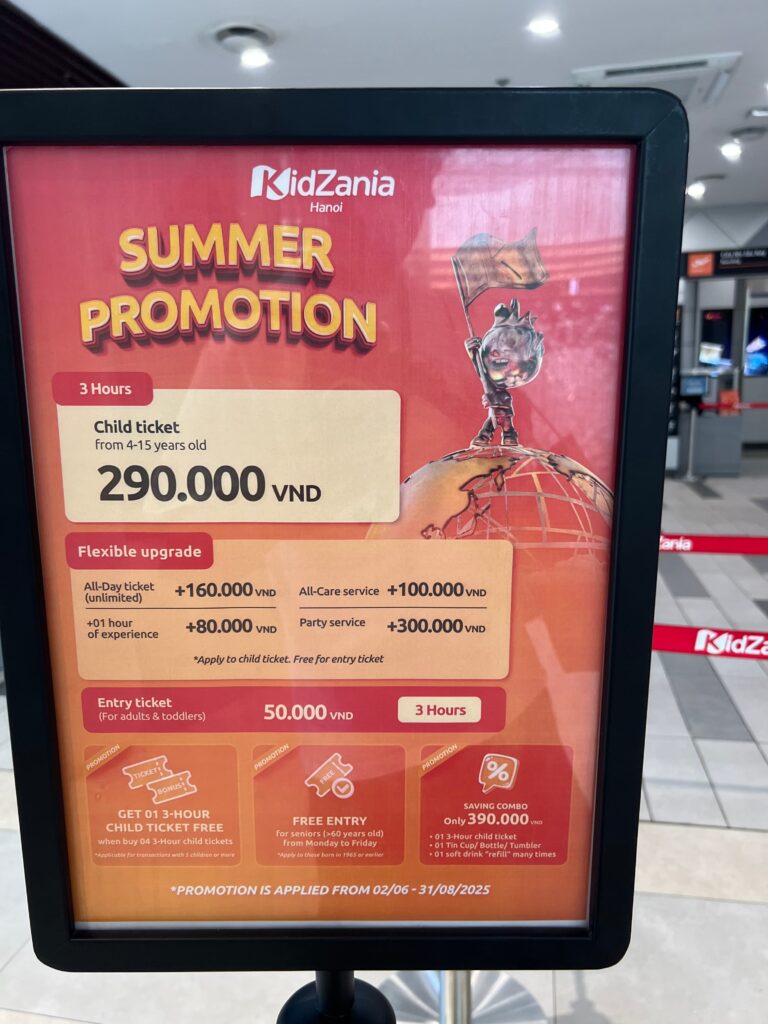 KidZania
Hanoi
SUMMER
PROMOTION
3 Hours
Child ticket
from 4-15 years old
290.000 VND
Flexible upgrade
All-Day ticket
(unlimited)
+160.000 VND
All-Care service +100.000 VND
+01 hour
of experience
+80.000 VND
Party service +300.000 VND
*Apply to child ticket. Free for entry ticket
Entry ticket
(For adults & toddlers)
50.000 VND
3 Hours
PROMOTION
TICKET
BONUS
GET 01 3-HOUR
CHILD TICKET FREE
when buy 04 3-Hour child tickets
*Applicable for transactions with 5 children or more
PROMOTION
FREE
FREE ENTRY
for seniors (>60 years old)
from Monday to Friday
*Apply to those born in 1965 or earlier
PROMOTION
%
SAVING COMBO
Only 390.000 VND
• 01 3-Hour child ticket
• 01 Tin Cup/ Bottle/ Tumbler
• 01 soft drink "refill" many times
*PROMOTION IS APPLIED FROM 02/06 - 31/08/2025
ania
KidZa